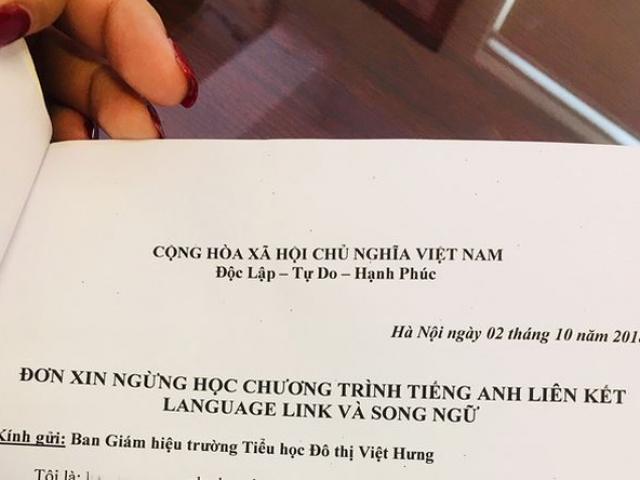 CỘNG HÒA XÃ HỘI CHỦ NGHĨA VIỆT NAM
Độc Lập – Tự Do – Hạnh Phúc
Hà Nội ngày 02 tháng 10 năm
ĐƠN XIN NGỪNG HỌC CHƯƠNG TRÌNH TIẾNG ANH LIÊN KẾT
LANGUAGE LINK VÀ SONG NGỮ
Kính gửi: Ban Giám hiệu trường Tiểu học Đô thị Việt Hưng
Tôi là: